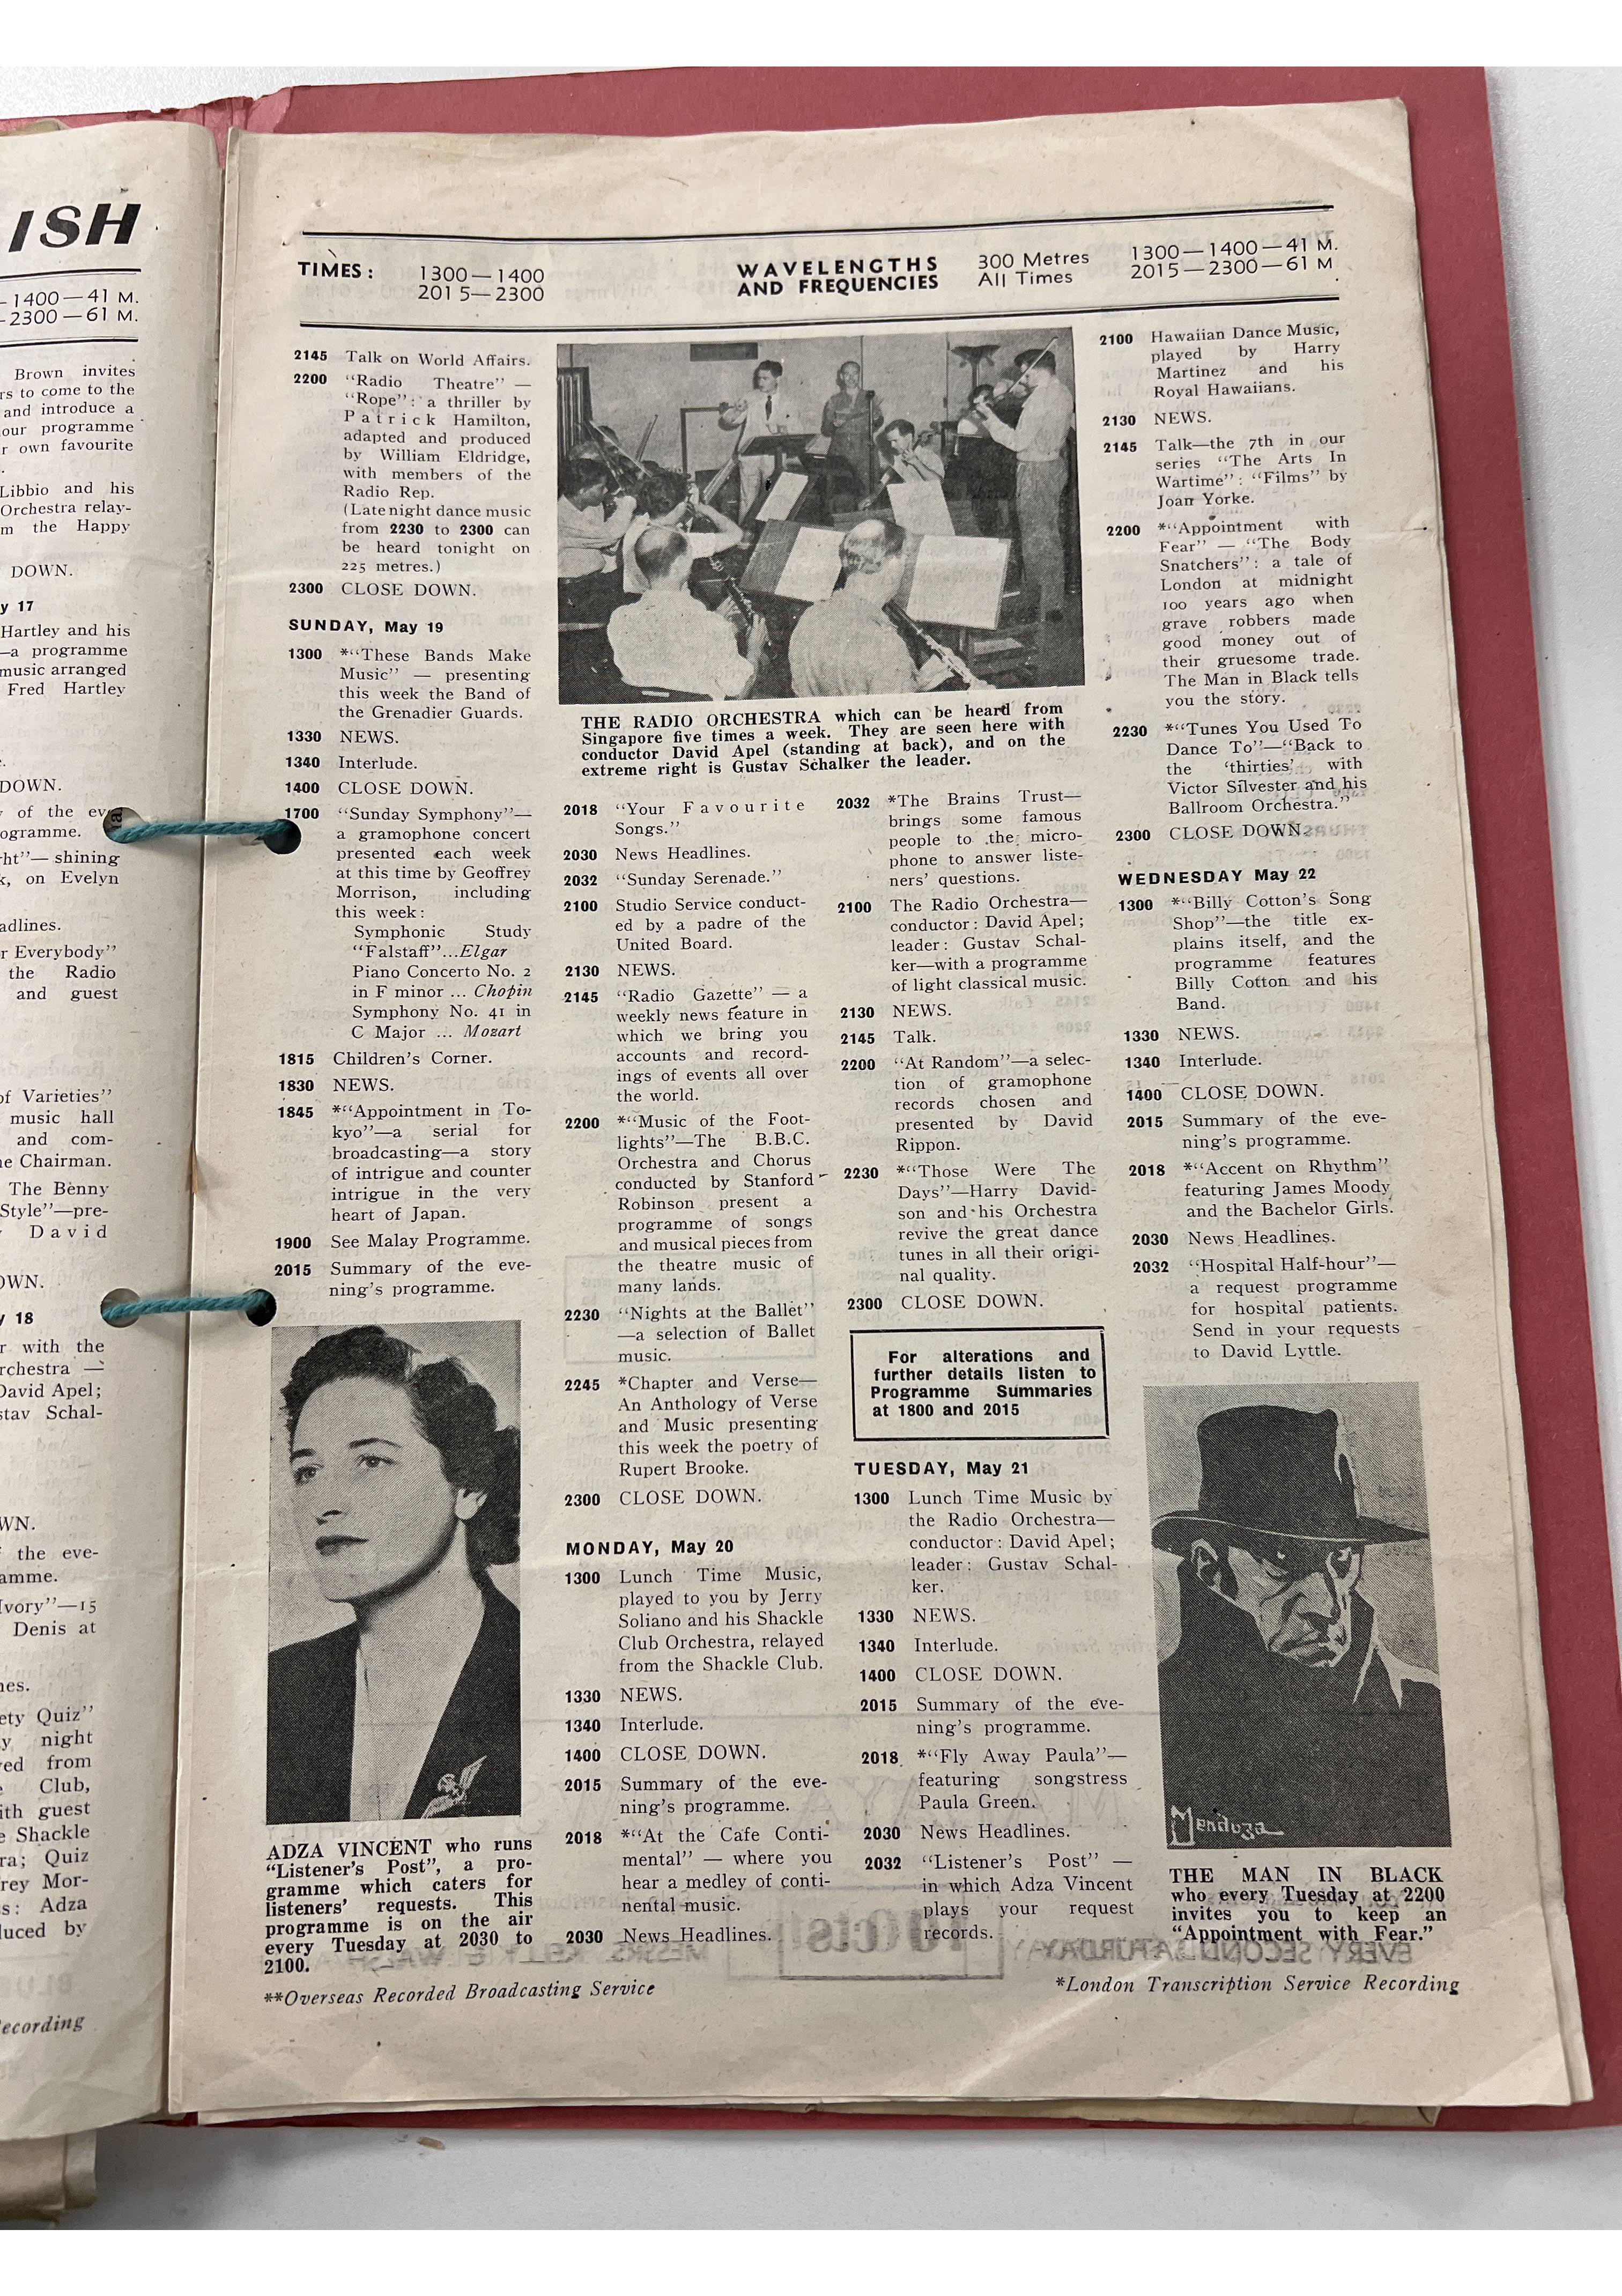 ISH
—1400—41 M.
—2300—61 M.
Brown invites
rs to come to the
and introduce a
our programme
r own favourite
Libbio and his
Orchestra relay-
m the Happy
DOWN.
y 17
Hartley and his
—a programme
music arranged
Fred Hartley
DOWN.
y of the eve
ogramme.
ht”— shining
k, on Evelyn
adlines.
r Everybody”
the Radio
and guest
of Varieties”
music hall
and com-
he Chairman.
The Benny
Style”—pre-
David
OWN.
y 18
r with the
rchestra —
David Apel;
stav Schal-
WN.
f the eve-
amme.
Ivory”—15
Denis at
nes.
ety Quiz”
y night
yed from
e Club,
ith guest
e Shackle
ra; Quiz
frey Mor-
s: Adza
duced by
ecording
TIMES: 1300—1400
2015—2300
WAVELENGTHS
AND FREQUENCIES
300 Metres
All Times
1300—1400—41 M.
2015—2300—61 M
2145 Talk on World Affairs.
2200 “Radio Theatre” —
“Rope”: a thriller by
Patrick Hamilton,
adapted and produced
by William Eldridge,
with members of the
Radio Rep.
(Late night dance music
from 2230 to 2300 can
be heard tonight on
225 metres.)
2300 CLOSE DOWN.
SUNDAY, May 19
1300 *“These Bands Make
Music” — presenting
this week the Band of
the Grenadier Guards.
1330 NEWS.
1340 Interlude.
1400 CLOSE DOWN.
1700 “Sunday Symphony”—
a gramophone concert
presented each week
at this time by Geoffrey
Morrison, including
this week:
Symphonic Study
“Falstaff”...Elgar
Piano Concerto No. 2
in F minor ... Chopin
Symphony No. 41 in
C Major ... Mozart
1815 Children’s Corner.
1830 NEWS.
1845 *“Appointment in To-
kyo”—a serial for
broadcasting—a story
of intrigue and counter
intrigue in the very
heart of Japan.
1900 See Malay Programme.
2015 Summary of the eve-
ning’s programme.
ADZA VINCENT who runs
“Listener’s Post”, a pro-
gramme which caters for
listeners’ requests. This
programme is on the air
every Tuesday at 2030 to
2100.
THE RADIO ORCHESTRA which can be heard from
Singapore five times a week. They are seen here with
conductor David Apel (standing at back), and on the
extreme right is Gustav Schalker the leader.
2018 “Your Favourite
Songs.”
2030 News Headlines.
2032 “Sunday Serenade.”
2100 Studio Service conduct-
ed by a padre of the
United Board.
2130 NEWS.
2145 “Radio Gazette” — a
weekly news feature in
which we bring you
accounts and record-
ings of events all over
the world.
2200 *“Music of the Foot-
lights”—The B.B.C.
Orchestra and Chorus
conducted by Stanford
Robinson present a
programme of songs
and musical pieces from
the theatre music of
many lands.
2230 “Nights at the Ballet”
—a selection of Ballet
music.
2245 *Chapter and Verse—
An Anthology of Verse
and Music presenting
this week the poetry of
Rupert Brooke.
2300 CLOSE DOWN.
MONDAY, May 20
1300 Lunch Time Music,
played to you by Jerry
Soliano and his Shackle
Club Orchestra, relayed
from the Shackle Club.
1330 NEWS.
1340 Interlude.
1400 CLOSE DOWN.
2015 Summary of the eve-
ning’s programme.
2018 *“At the Cafe Conti-
mental” — where you
hear a medley of conti-
nental music.
2030 News Headlines.
2032 *The Brains Trust—
brings some famous
people to the micro-
phone to answer liste-
ners’ questions.
2100 The Radio Orchestra—
conductor: David Apel;
leader: Gustav Schal-
ker—with a programme
of light classical music.
2130 NEWS.
2145 Talk.
2200 “At Random”—a selec-
tion of gramophone
records chosen and
presented by David
Rippon.
2230 *“Those Were The
Days”—Harry David-
son and his Orchestra
revive the great dance
tunes in all their origi-
nal quality.
2300 CLOSE DOWN.
For alterations and
further details listen to
Programme Summaries
at 1800 and 2015
TUESDAY, May 21
1300 Lunch Time Music by
the Radio Orchestra—
conductor: David Apel;
leader: Gustav Schal-
ker.
1330 NEWS.
1340 Interlude.
1400 CLOSE DOWN.
2015 Summary of the eve-
ning’s programme.
2018 *“Fly Away Paula”—
featuring songstress
Paula Green.
2030 News Headlines.
2032 “Listener’s Post” —
in which Adza Vincent
plays your request
records.
2100 Hawaiian Dance Music,
played by Harry
Martinez and his
Royal Hawaiians.
2130 NEWS.
2145 Talk—the 7th in our
series “The Arts In
Wartime”: “Films” by
Joan Yorke.
2200 *“Appointment with
Fear” — “The Body
Snatchers”: a tale of
London at midnight
100 years ago when
grave robbers made
good money out of
their gruesome trade.
The Man in Black tells
you the story.
2230 *“Tunes You Used To
Dance To”—“Back to
the ‘thirties’ with
Victor Silvester and his
Ballroom Orchestra.”
2300 CLOSE DOWN.
WEDNESDAY May 22
1300 *“Billy Cotton’s Song
Shop”—the title ex-
plains itself, and the
programme features
Billy Cotton and his
Band.
1330 NEWS.
1340 Interlude.
1400 CLOSE DOWN.
2015 Summary of the eve-
ning’s programme.
2018 *“Accent on Rhythm”
featuring James Moody
and the Bachelor Girls.
2030 News Headlines.
2032 “Hospital Half-hour”—
a request programme
for hospital patients.
Send in your requests
to David Lyttle.
Mendoza
THE MAN IN BLACK
who every Tuesday at 2200
invites you to keep an
“Appointment with Fear.”
**Overseas Recorded Broadcasting Service
*London Transcription Service Recording